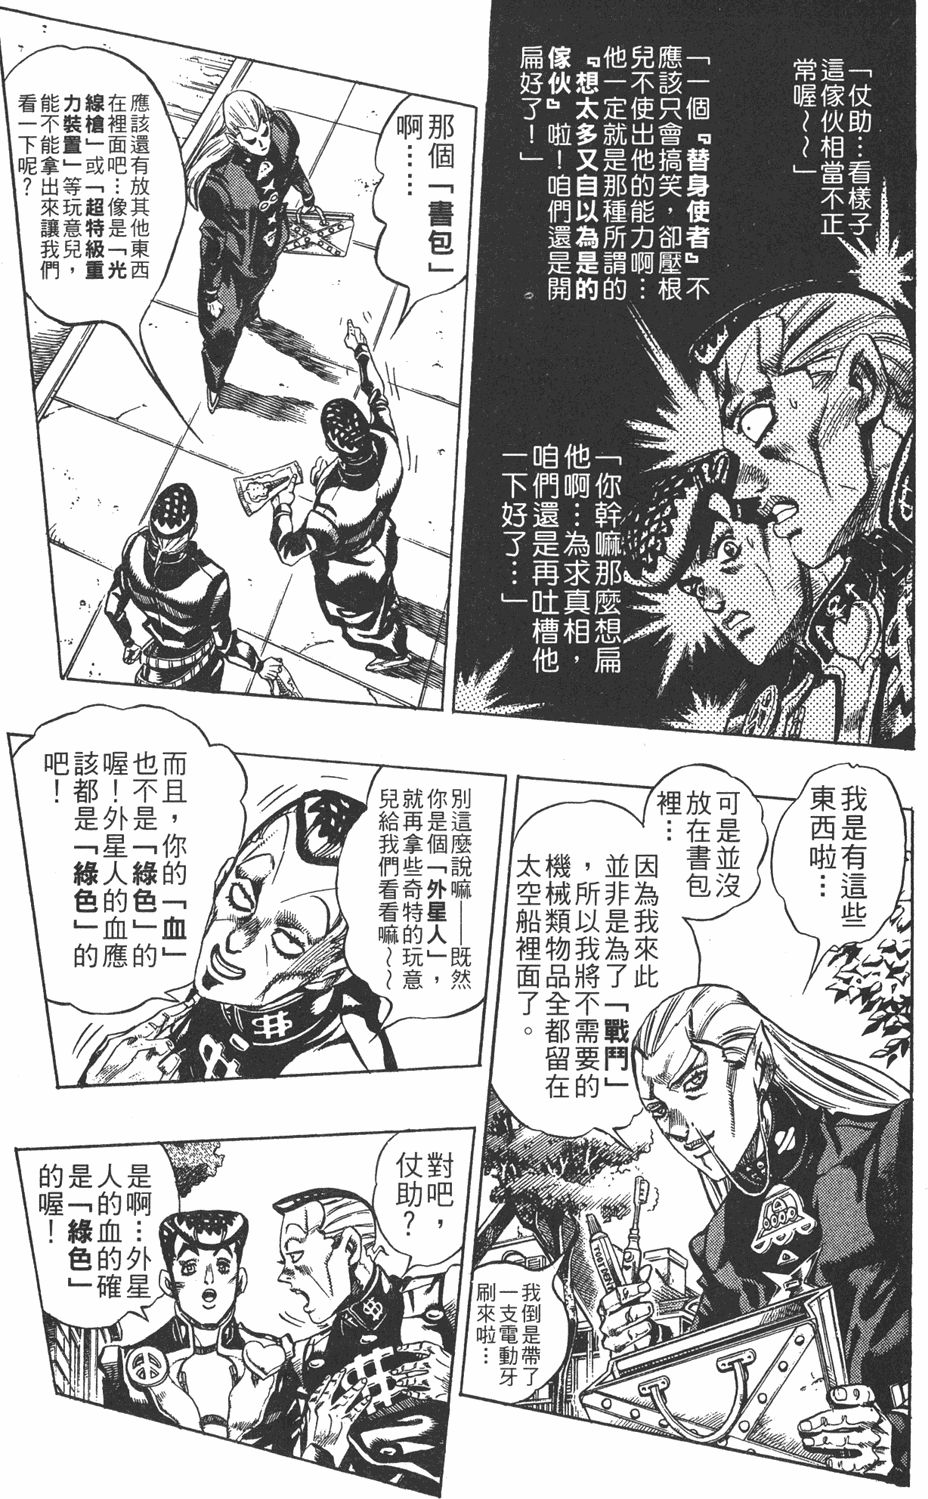 「仗助…看樣子
這傢伙相當不正
常喔～～」
「一個『替身使者』不
應該只會搞笑，卻壓根
兒不使出他的能力啊…
他一定就是那種所謂的
『想太多又自以為是的
傢伙』啦！咱們還是開
扁好了！」
「你幹嘛那麼想扁
他啊…為求真相，
咱們還是再吐槽他
一下好了…」
那個「書包」
啊……
應該還有放其他東西
在裡面吧…像是「光
線槍」或「超特級重
力裝置」等玩意兒，
能不能拿出來讓我們
看一下呢？
我是有這些
東西啦…
可是並沒
放在書包
裡…
因為我來此
並非是為了「戰鬥」
，所以我將不需要的
機械類物品全都留在
太空船裡面了。
我倒是帶了
一支電動牙
刷來啦…
別這麼說嘛——既然
你是個「外星人」，
就再拿些奇特的玩意
兒給我們看看嘛～～
而且，你的「血」
也不是「綠色」的
喔！外星人的血應
該都是「綠色」的
吧！
對吧，
仗助？
是啊…外星
人的血的確
是「綠色」
的喔！